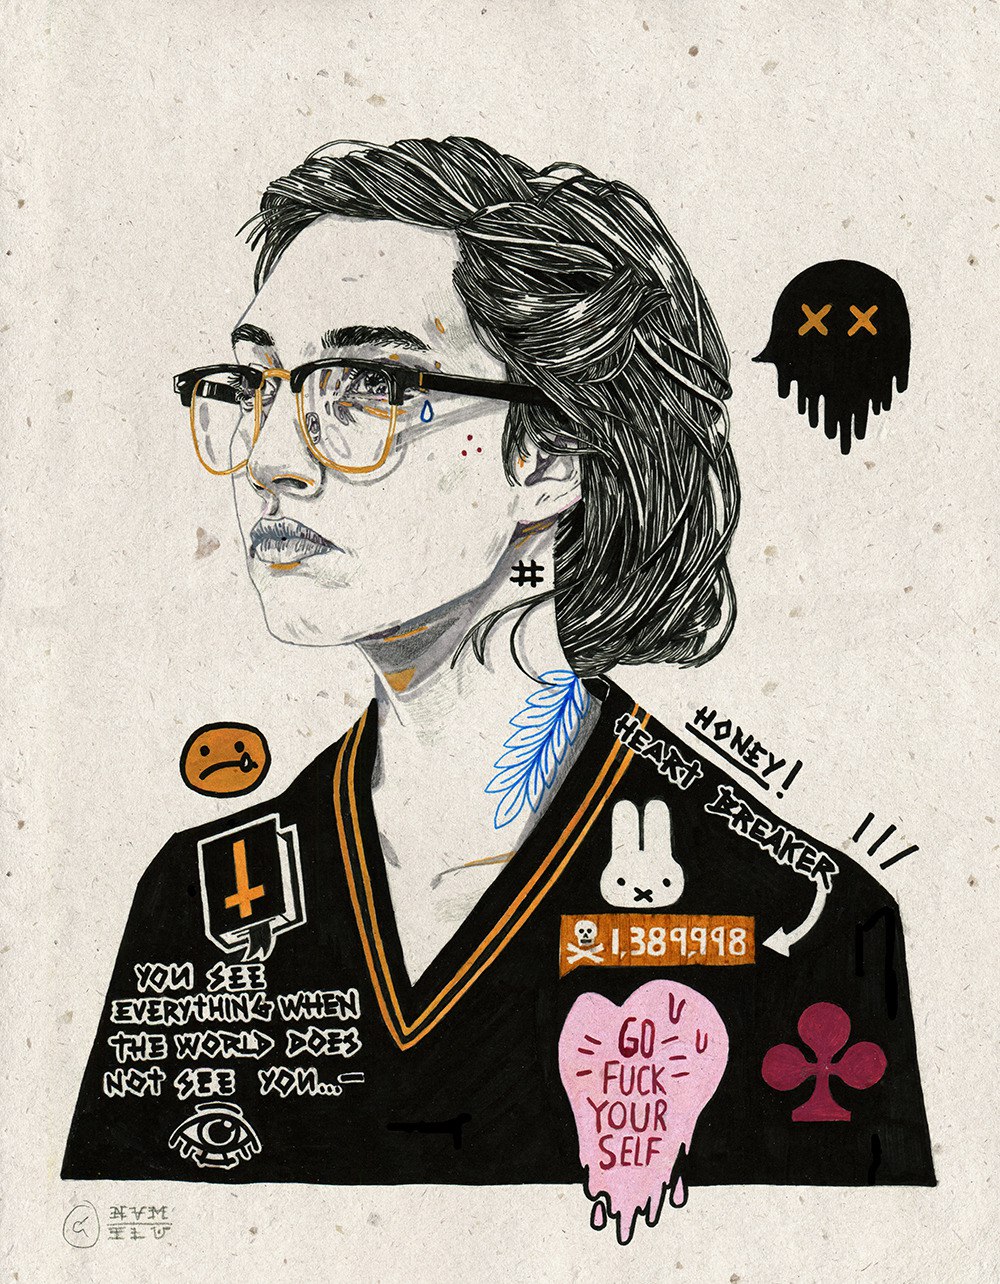 #
HONEY!
HEART BREAKER
1,389,998
YOU SEE
EVERYTHING WHEN
THE WORLD DOES
NOT SEE YOU...
GO
FUCK
YOUR
SELF